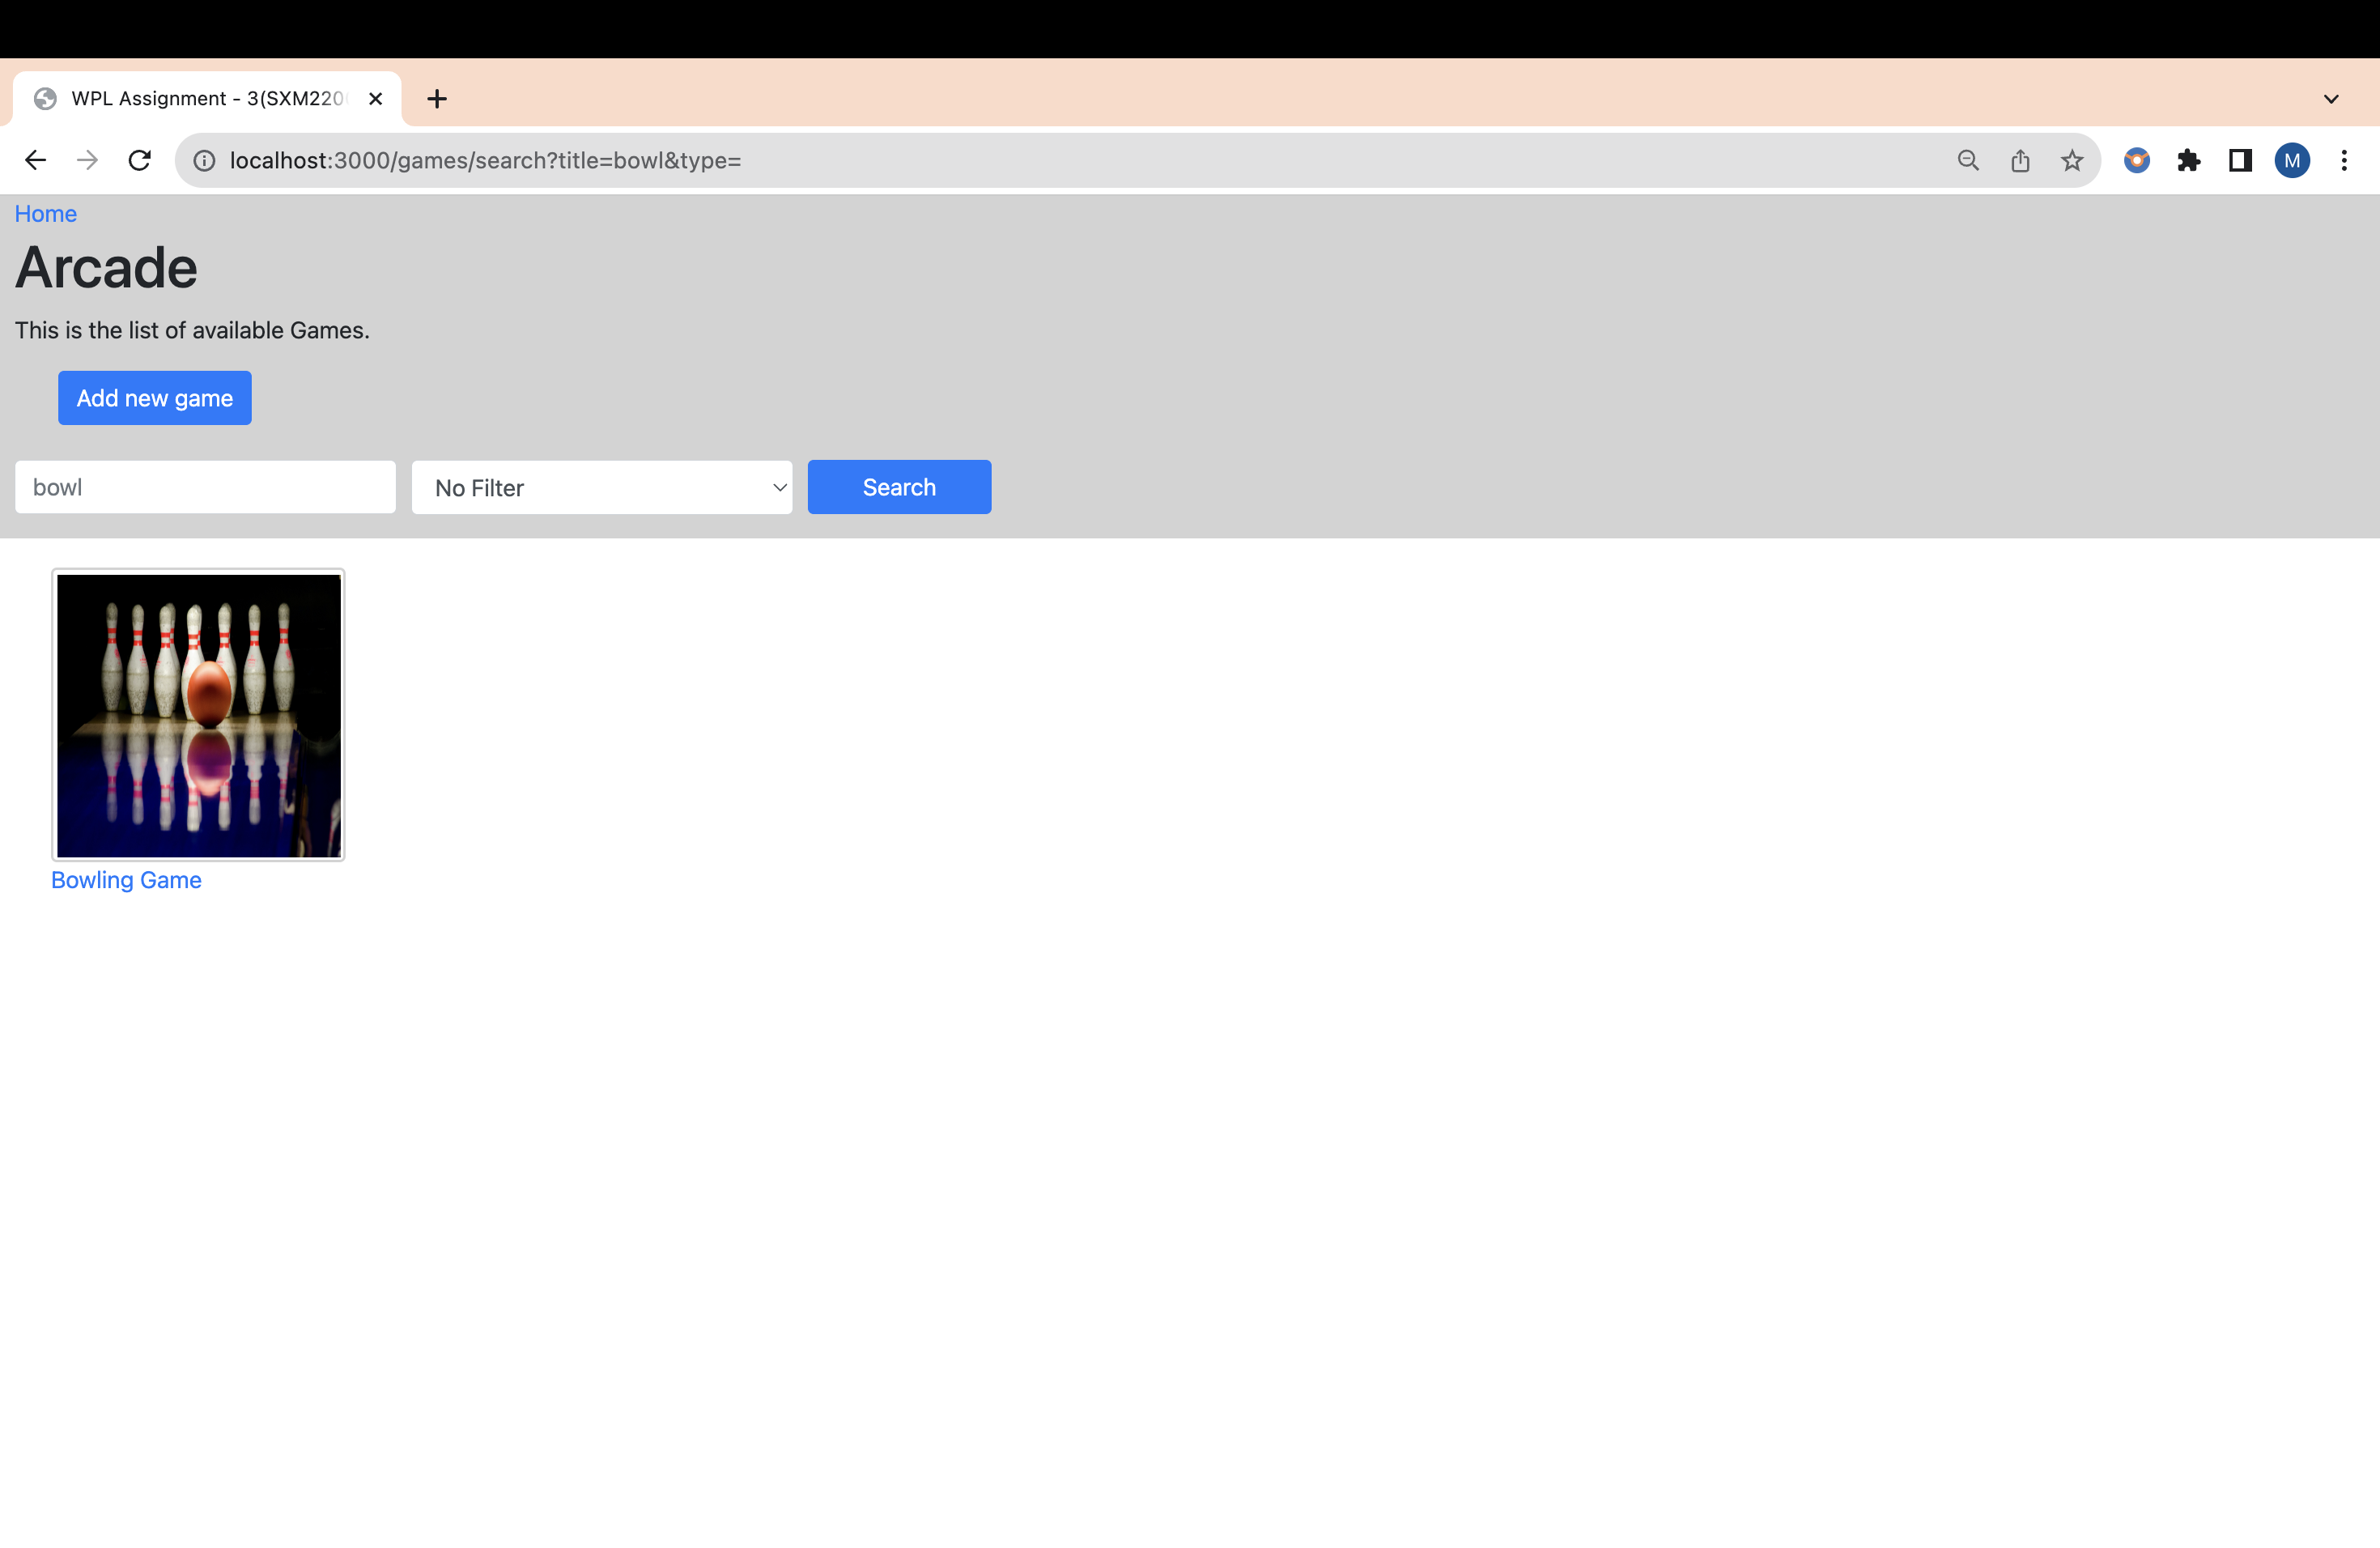 WPL Assignment - 3(SXM220
localhost:3000/games/search?title=bowl&type=
M
Home
Arcade
This is the list of available Games.
Add new game
bowl
No Filter
Search
Bowling Game